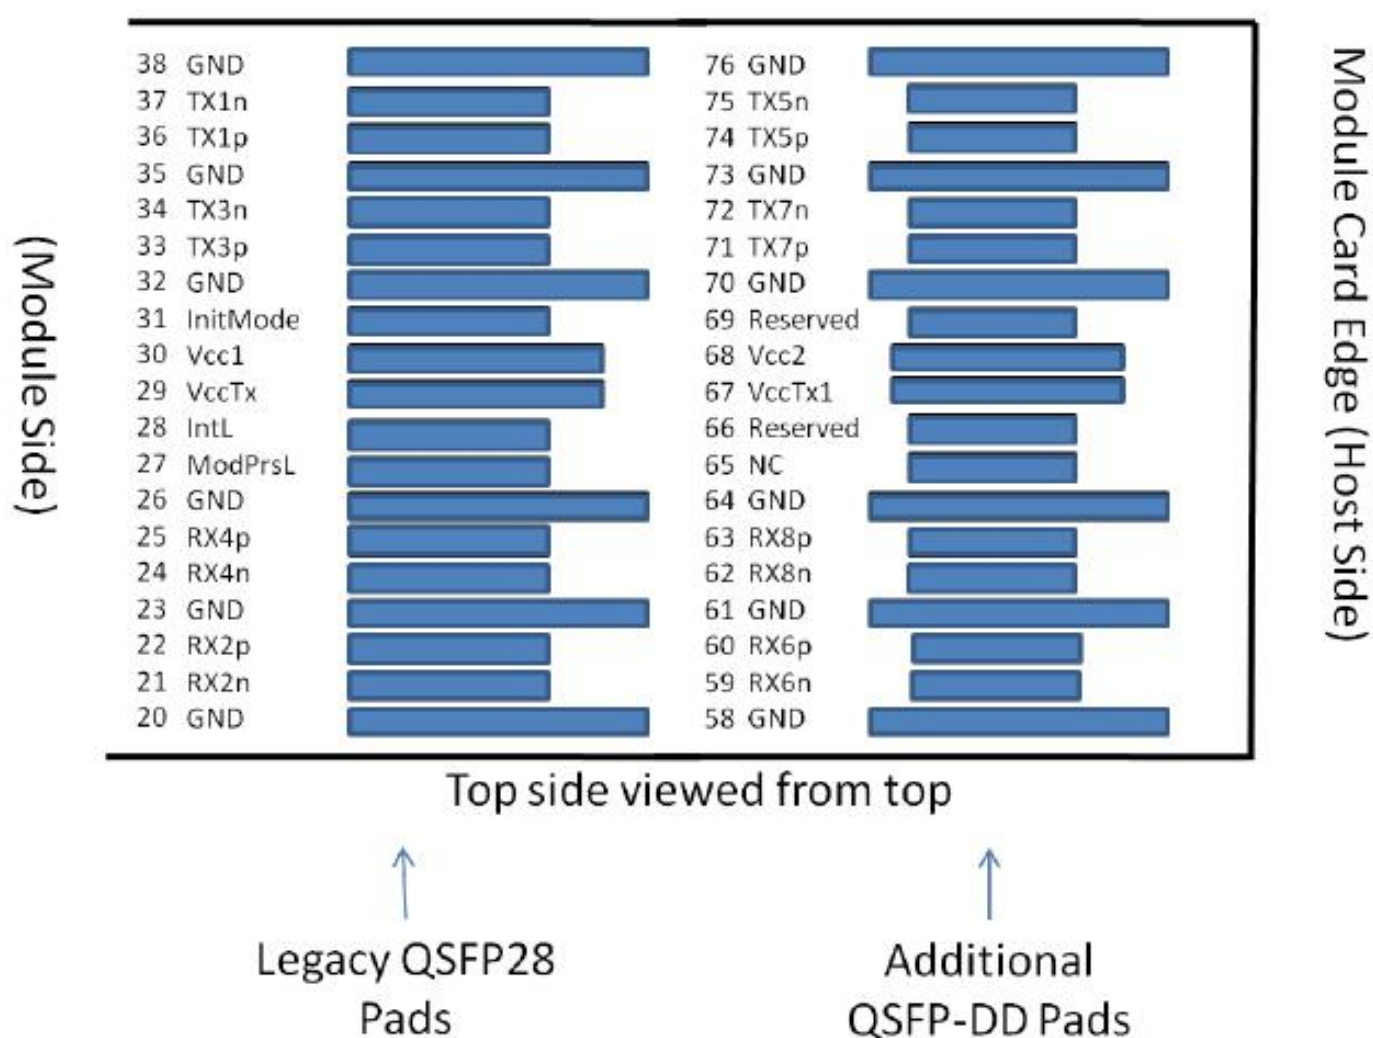 38 GND
37 TX1n
36 TX1p
35 GND
34 TX3n
33 TX3p
32 GND
31 InitMode
30 Vcc1
29 VccTx
28 IntL
27 ModPrsL
26 GND
25 RX4p
24 RX4n
23 GND
22 RX2p
21 RX2n
20 GND
76 GND
75 TX5n
74 TX5p
73 GND
72 TX7n
71 TX7p
70 GND
69 Reserved
68 Vcc2
67 VccTx1
66 Reserved
65 NC
64 GND
63 RX8p
62 RX8n
61 GND
60 RX6p
59 RX6n
58 GND
(Module Side)
Module Card Edge (Host Side)
Top side viewed from top
Legacy QSFP28
Pads
Additional
QSFP-DD Pads